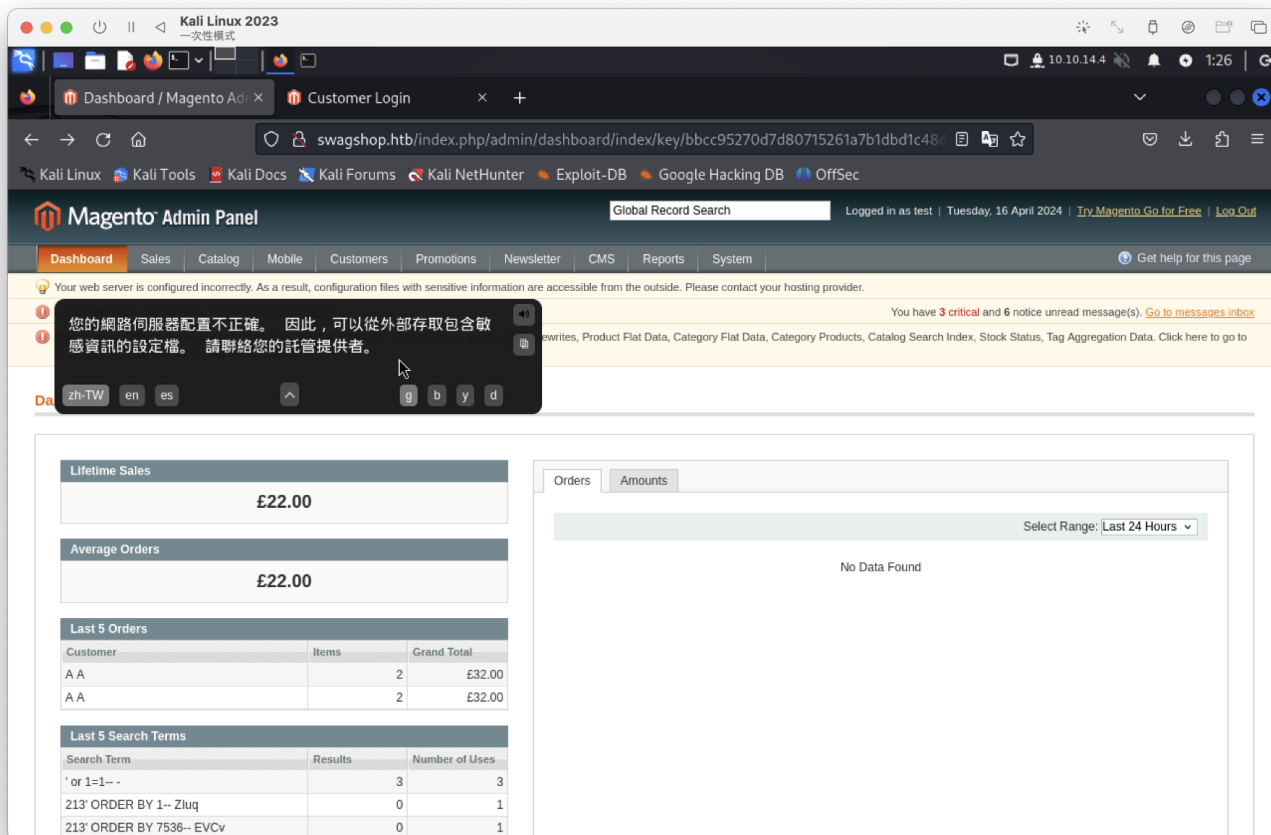 Kali Linux 2023
一次性模式
10.10.14.4
1:26
Dashboard / Magento Adm
Customer Login
swagshop.htb/index.php/admin/dashboard/index/key/bbcc95270d7d80715261a7b1dbd1c48d
Kali Linux Kali Tools Kali Docs Kali Forums Kali NetHunter Exploit-DB Google Hacking DB OffSec
Magento Admin Panel
Global Record Search
Logged in as test | Tuesday, 16 April 2024 | Try Magento Go for Free | Log Out
Dashboard Sales Catalog Mobile Customers Promotions Newsletter CMS Reports System
Get help for this page
Your web server is configured incorrectly. As a result, configuration files with sensitive information are accessible from the outside. Please contact your hosting provider.
You have 3 critical and 6 notice unread message(s). Go to messages inbox
您的網路伺服器配置不正確。 因此，可以從外部存取包含敏
感資訊的設定檔。 請聯絡您的託管提供者。
ewrites, Product Flat Data, Category Flat Data, Category Products, Catalog Search Index, Stock Status, Tag Aggregation Data. Click here to go to
zh-TW en es g b y d
Da
Lifetime Sales
£22.00
Average Orders
£22.00
Last 5 Orders
Customer Items Grand Total
A A 2 £32.00
A A 2 £32.00
Last 5 Search Terms
Search Term Results Number of Uses
' or 1=1-- - 3 3
213' ORDER BY 1-- ZIuq 0 1
213' ORDER BY 7536-- EVCv 0 1
Orders Amounts
Select Range: Last 24 Hours
No Data Found